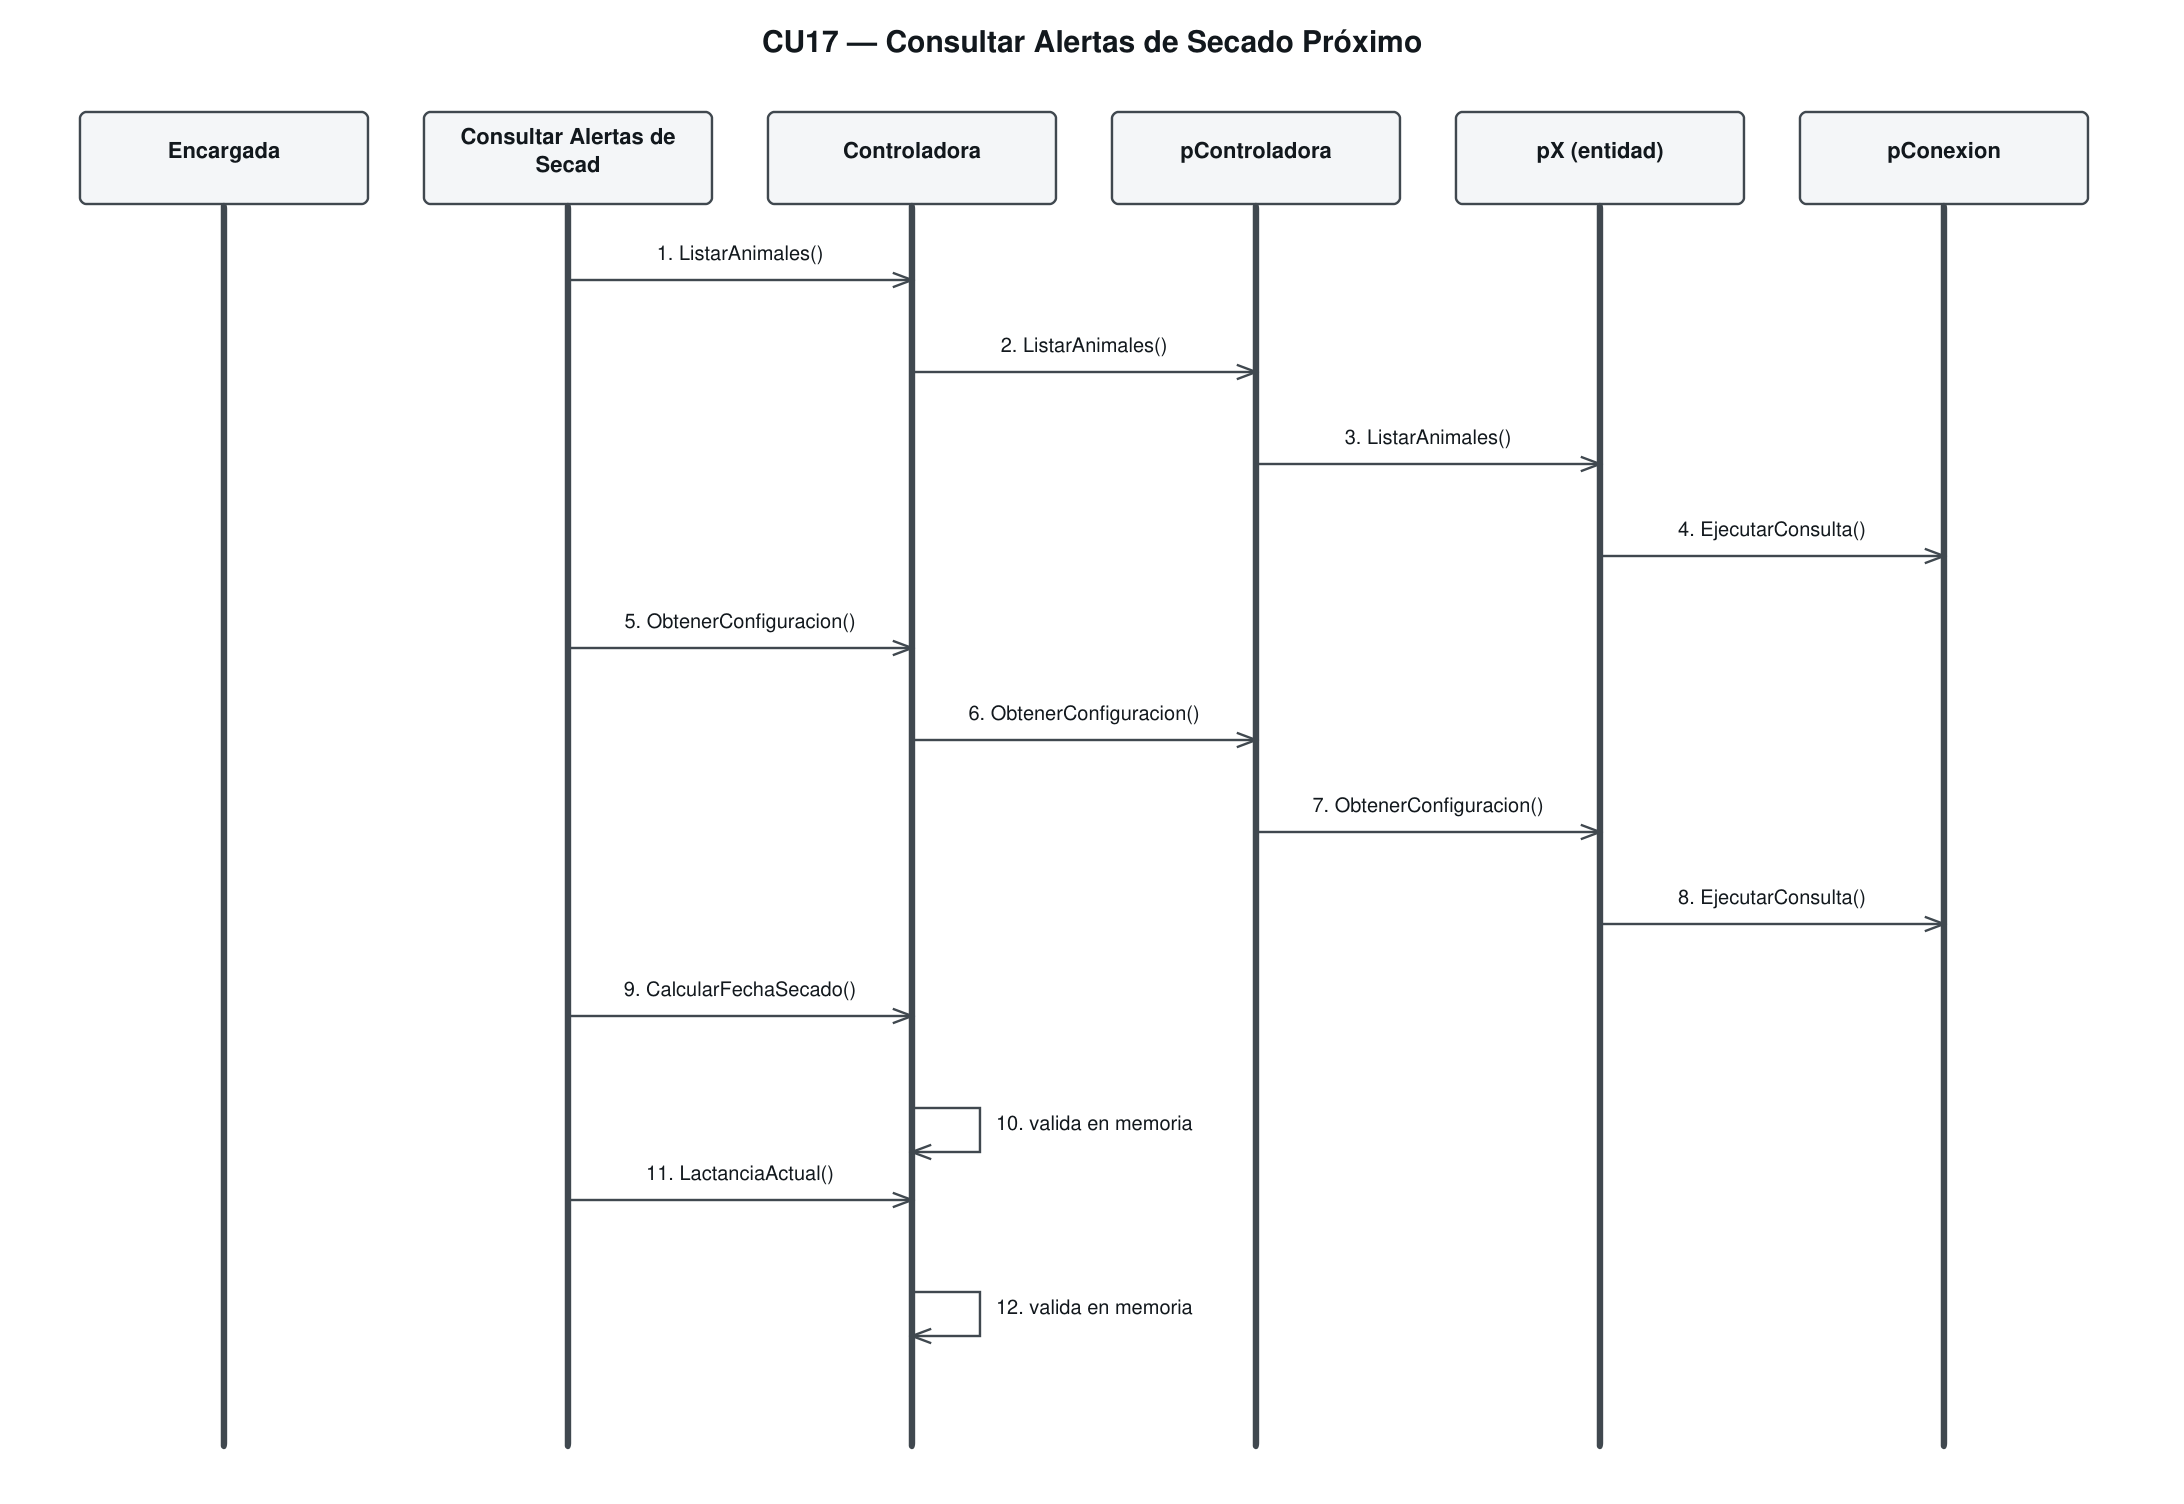 CU17 — Consultar Alertas de Secado Próximo
Encargada
Consultar Alertas de
Secad
Controladora
pControladora
pX (entidad)
pConexion
1. ListarAnimales()
2. ListarAnimales()
3. ListarAnimales()
4. EjecutarConsulta()
5. ObtenerConfiguracion()
6. ObtenerConfiguracion()
7. ObtenerConfiguracion()
8. EjecutarConsulta()
9. CalcularFechaSecado()
10. valida en memoria
11. LactanciaActual()
12. valida en memoria